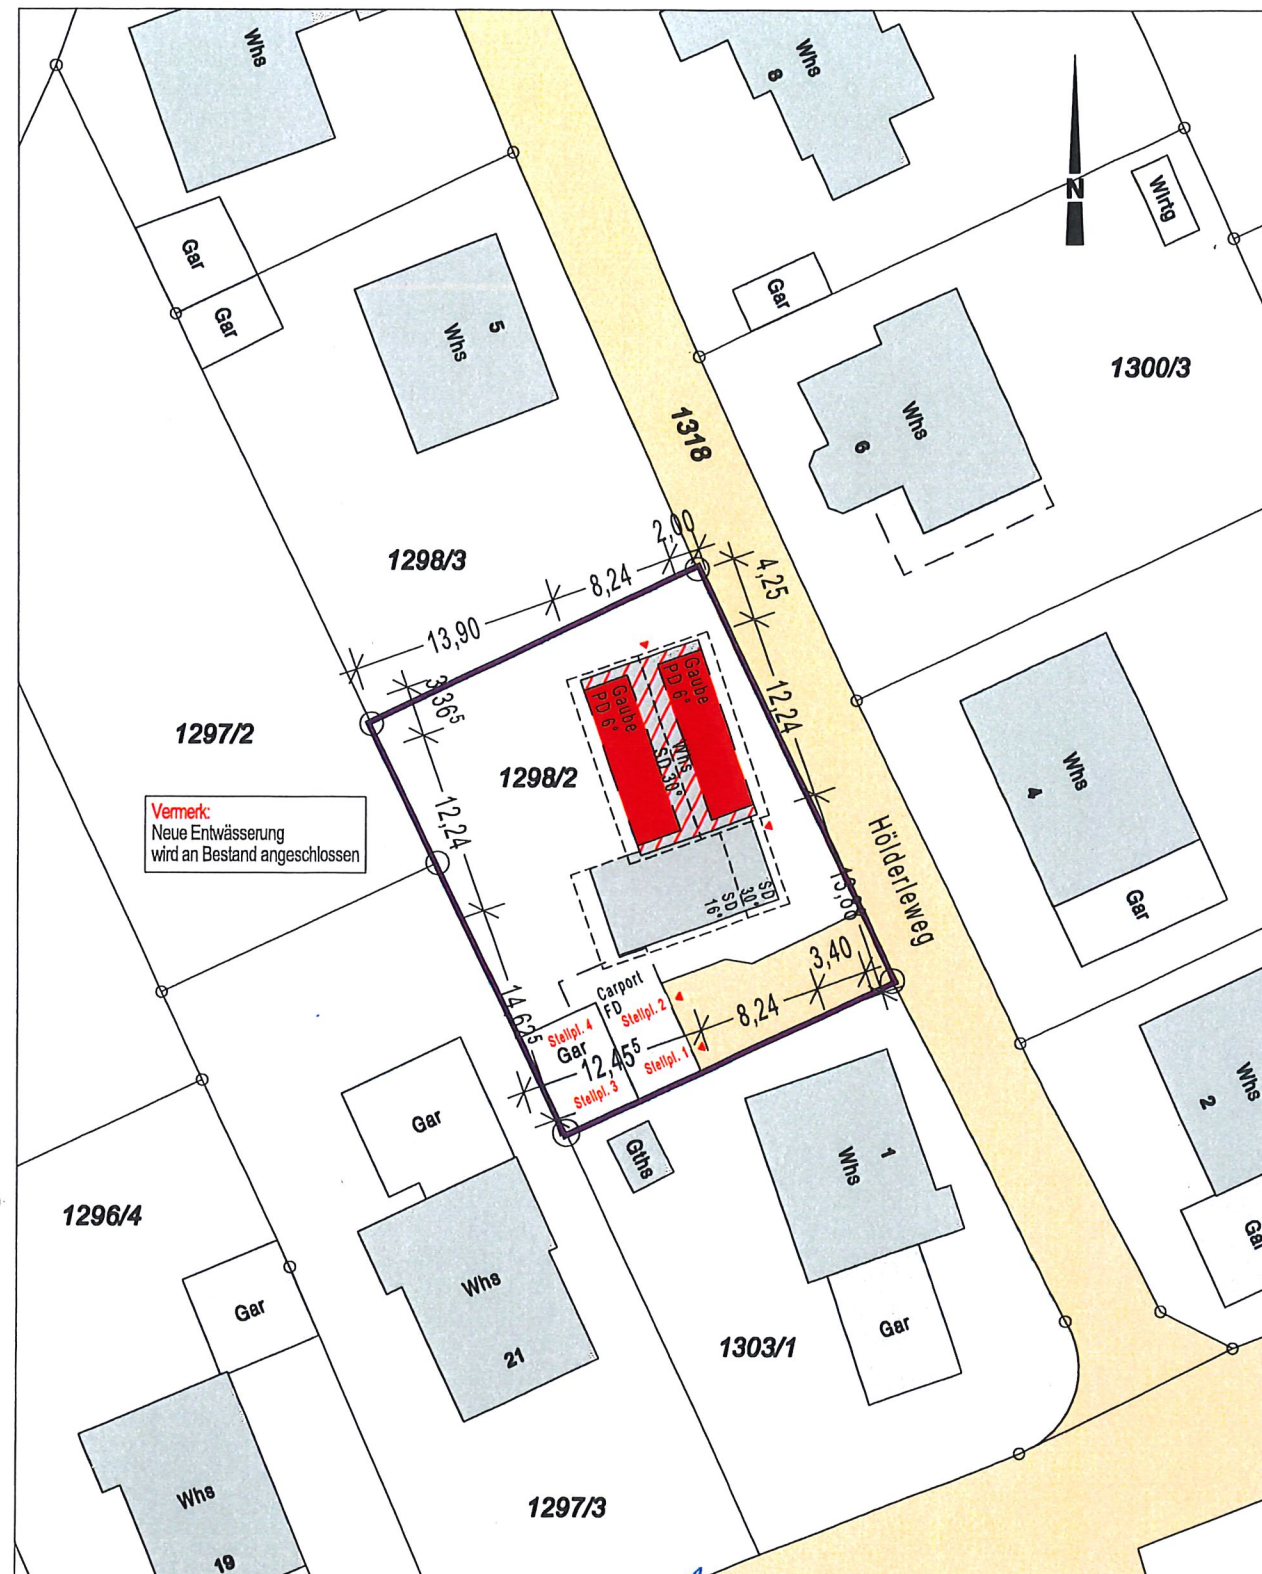 Whs
Whs
8
N
Wirtg
Gar
Gar
Gar
5
Whs
1300/3
Whs
6
1318
1298/3
2,00
8,24
4,25
13,90
3,36⁵
Gaube
PD 6°
Gaube
PD 6°
12,24
1297/2
1298/2
Whs
SD 30°
Whs
4
Vermerk:
Neue Entwässerung
wird an Bestand angeschlossen
12,24
Hölderleweg
SD
30°
SD
16°
Gar
3,40
Carport
FD
Stellpl. 2
8,24
14,62⁵
Stellpl. 4
Gar
12,45⁵
Stellpl. 1
Stellpl. 3
Whs
2
Gar
Gths
1
Whs
1296/4
Whs
21
Gar
Gar
1303/1
Whs
19
1297/3